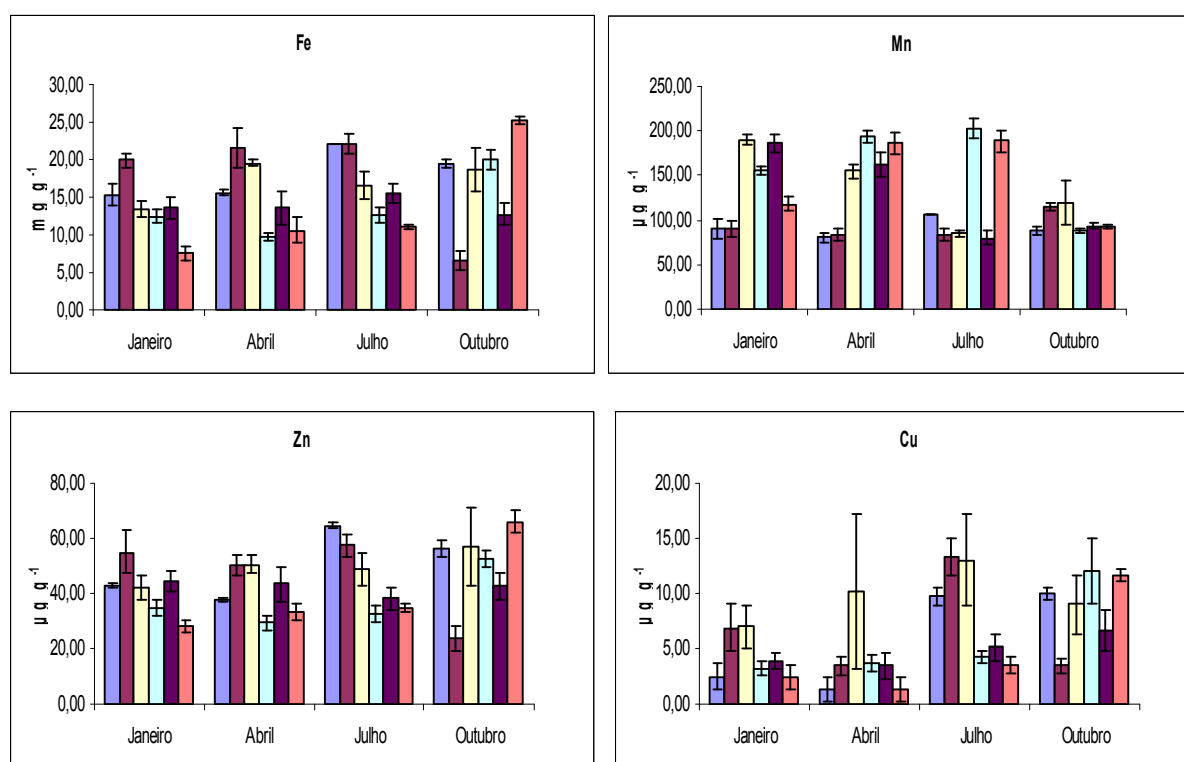 Fe
30,00
25,00
20,00
15,00
10,00
5,00
0,00
m g g -1
Janeiro Abril Julho Outubro
Mn
250,00
200,00
150,00
100,00
50,00
0,00
µ g g -1
Janeiro Abril Julho Outubro
Zn
80,00
60,00
40,00
20,00
0,00
µ g g -1
Janeiro Abril Julho Outubro
Cu
20,00
15,00
10,00
5,00
0,00
µ g g -1
Janeiro Abril Julho Outubro